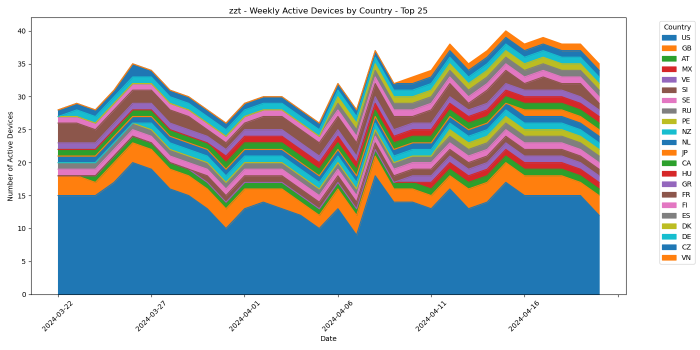 zzt - Weekly Active Devices by Country - Top 25
Number of Active Devices
40
35
30
25
20
15
10
5
0
2024-03-22
2024-03-27
2024-04-01
2024-04-06
2024-04-11
2024-04-16
Date
Country
US
GB
AT
MX
VE
SI
SE
RU
PE
NZ
NL
JP
CA
HU
GR
FR
FI
ES
DK
DE
CZ
VN